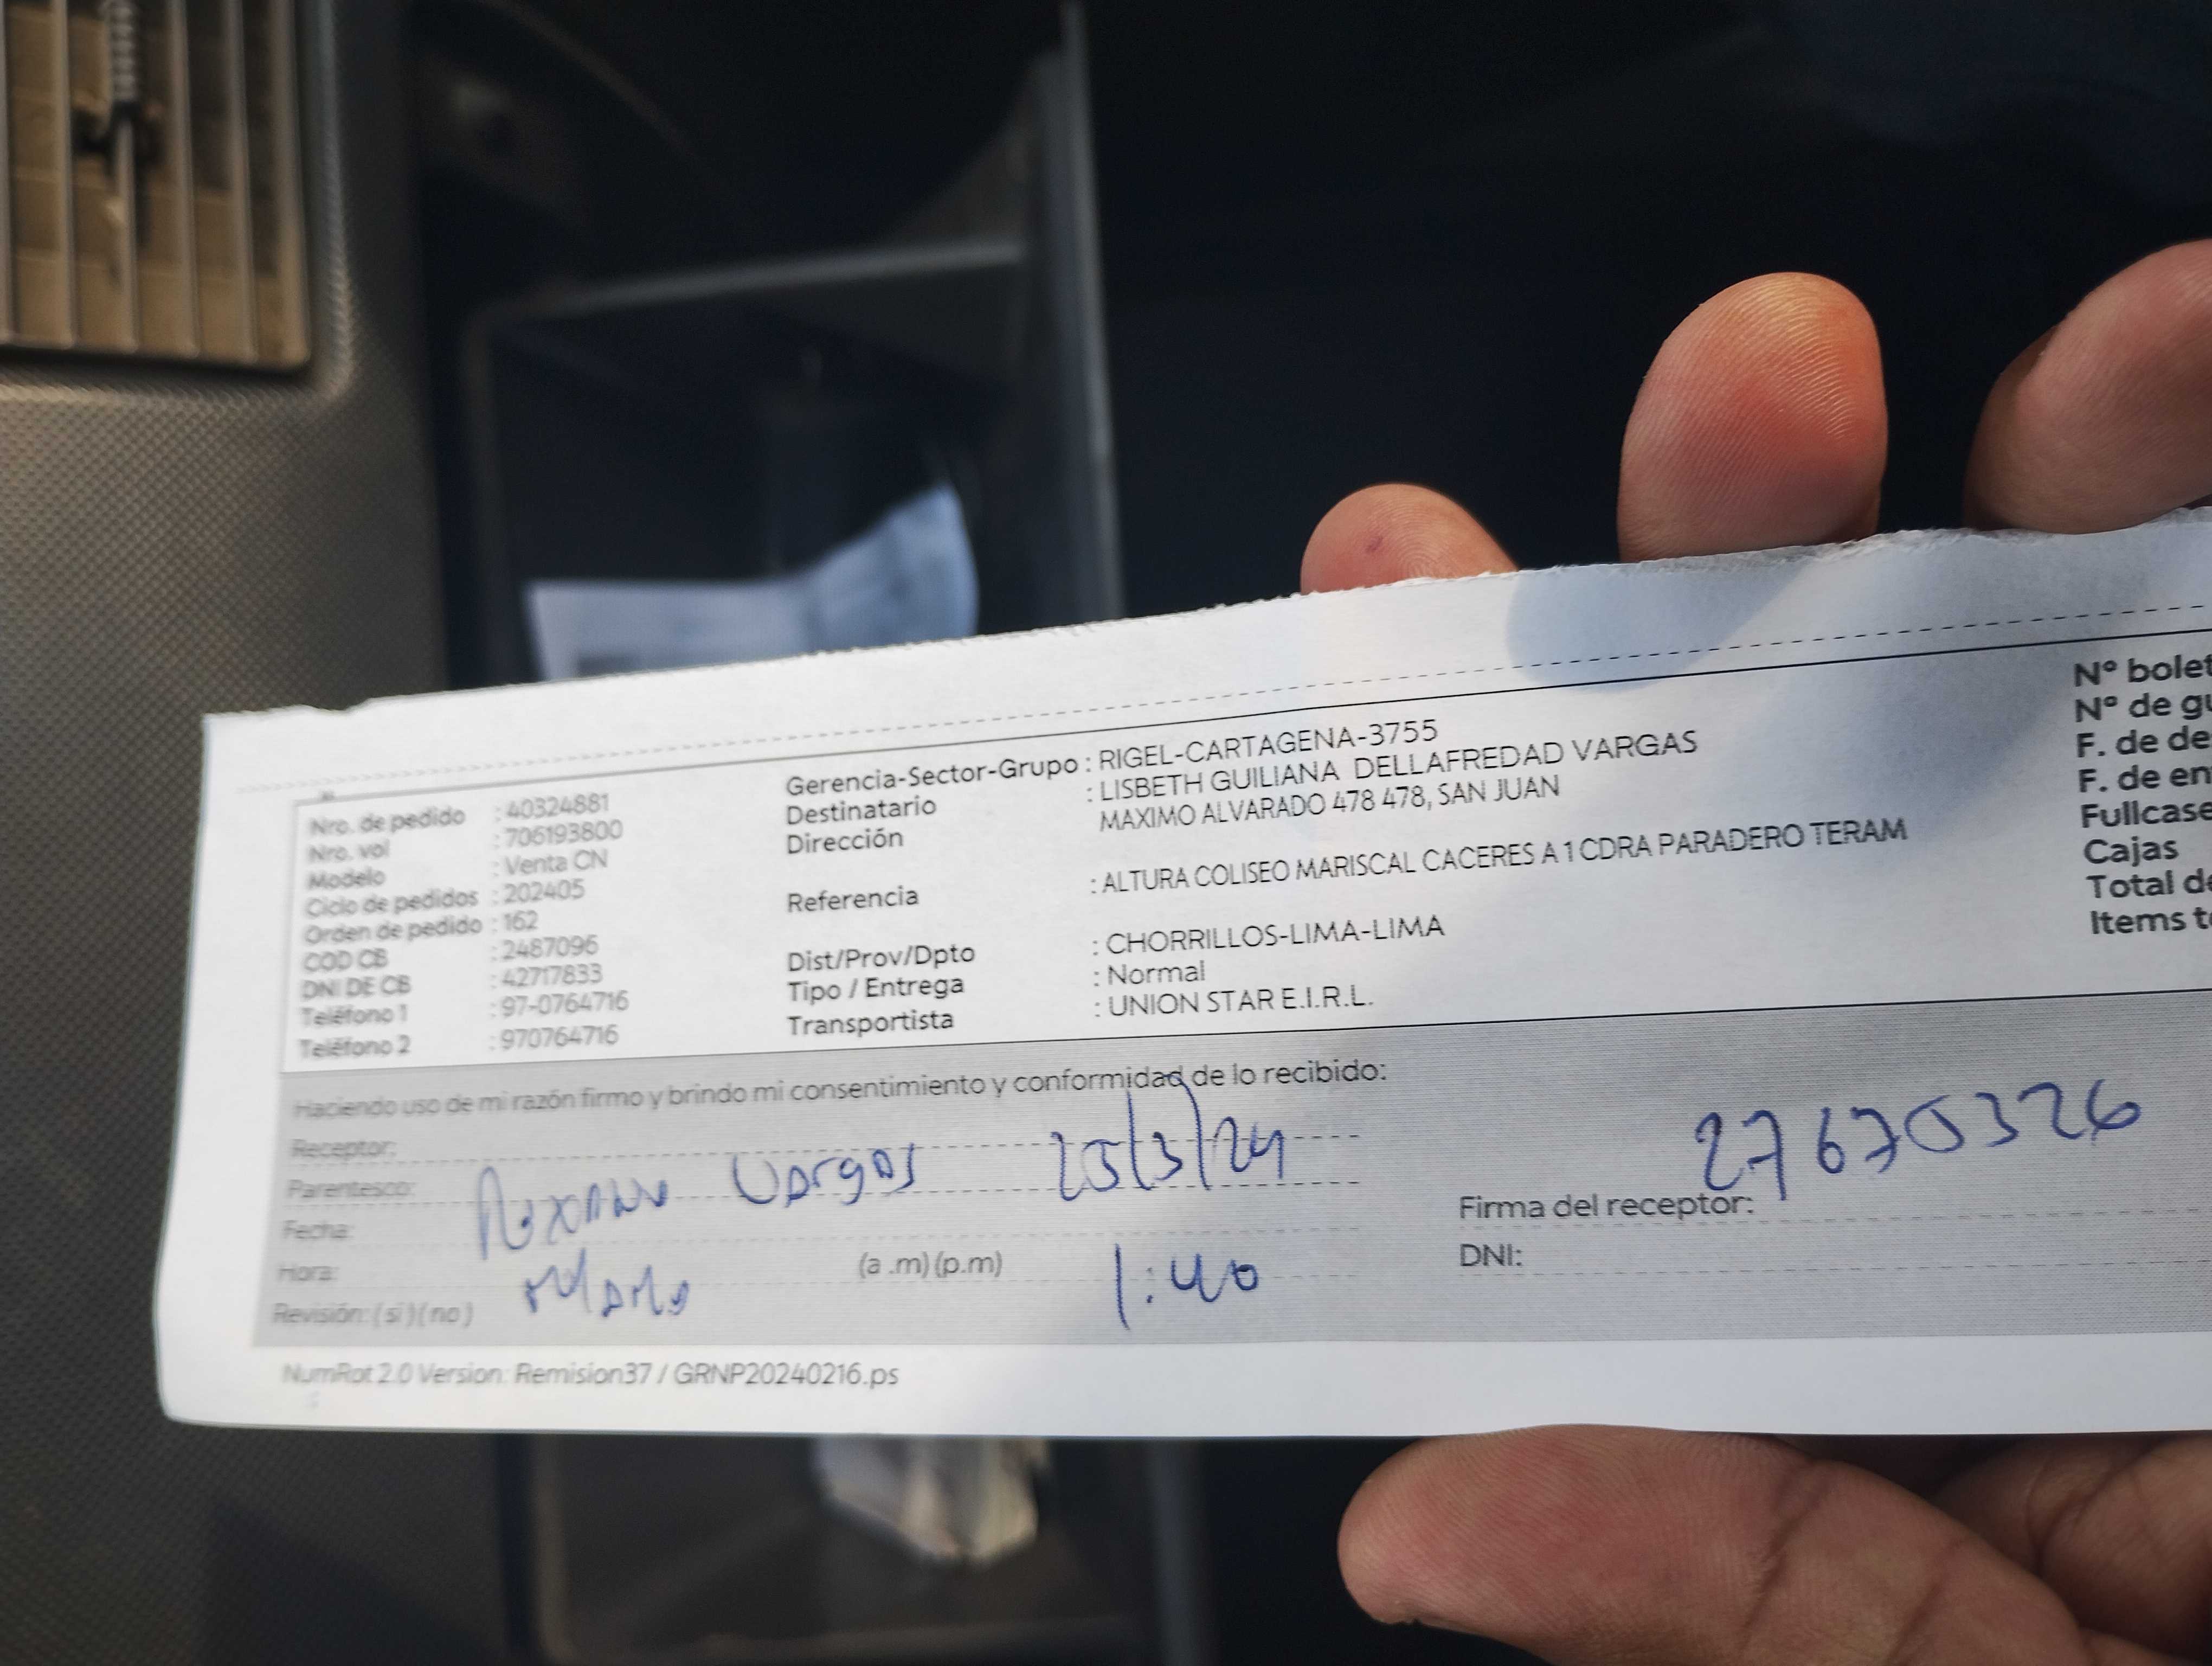 Nro. de pedido : 40324881
Nro. vol : 706193800
Modelo : Venta CN
Ciclo de pedidos : 202405
Orden de pedido : 162
COD CB : 2487096
DNI DE CB : 42717833
Teléfono 1 : 97-0764716
Teléfono 2 : 970764716
Gerencia-Sector-Grupo : RIGEL-CARTAGENA-3755
Destinatario : LISBETH GUILIANA DELLAFREDAD VARGAS
Dirección MAXIMO ALVARADO 478 478, SAN JUAN
Referencia : ALTURA COLISEO MARISCAL CACERES A 1 CDRA PARADERO TERAM
Dist/Prov/Dpto : CHORRILLOS-LIMA-LIMA
Tipo / Entrega : Normal
Transportista : UNION STAR E.I.R.L.
Nº bolet
Nº de gu
F. de de
F. de en
Fullcase
Cajas
Total de
Items to
Haciendo uso de mi razón firmo y brindo mi consentimiento y conformidad de lo recibido:
Receptor:
Parentesco: Vargas 25/3/24
Fecha:
Hora: (a .m) (p.m) 1:40
Revisión: ( si ) ( no )
27670326
Firma del receptor:
DNI:
NumRot 2.0 Version: Remision37 / GRNP20240216.ps